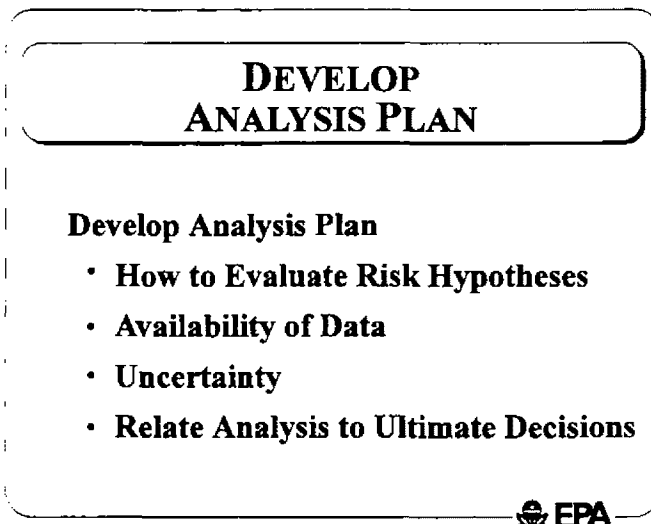 DEVELOP
ANALYSIS PLAN
Develop Analysis Plan
• How to Evaluate Risk Hypotheses
• Availability of Data
• Uncertainty
• Relate Analysis to Ultimate Decisions
EPA